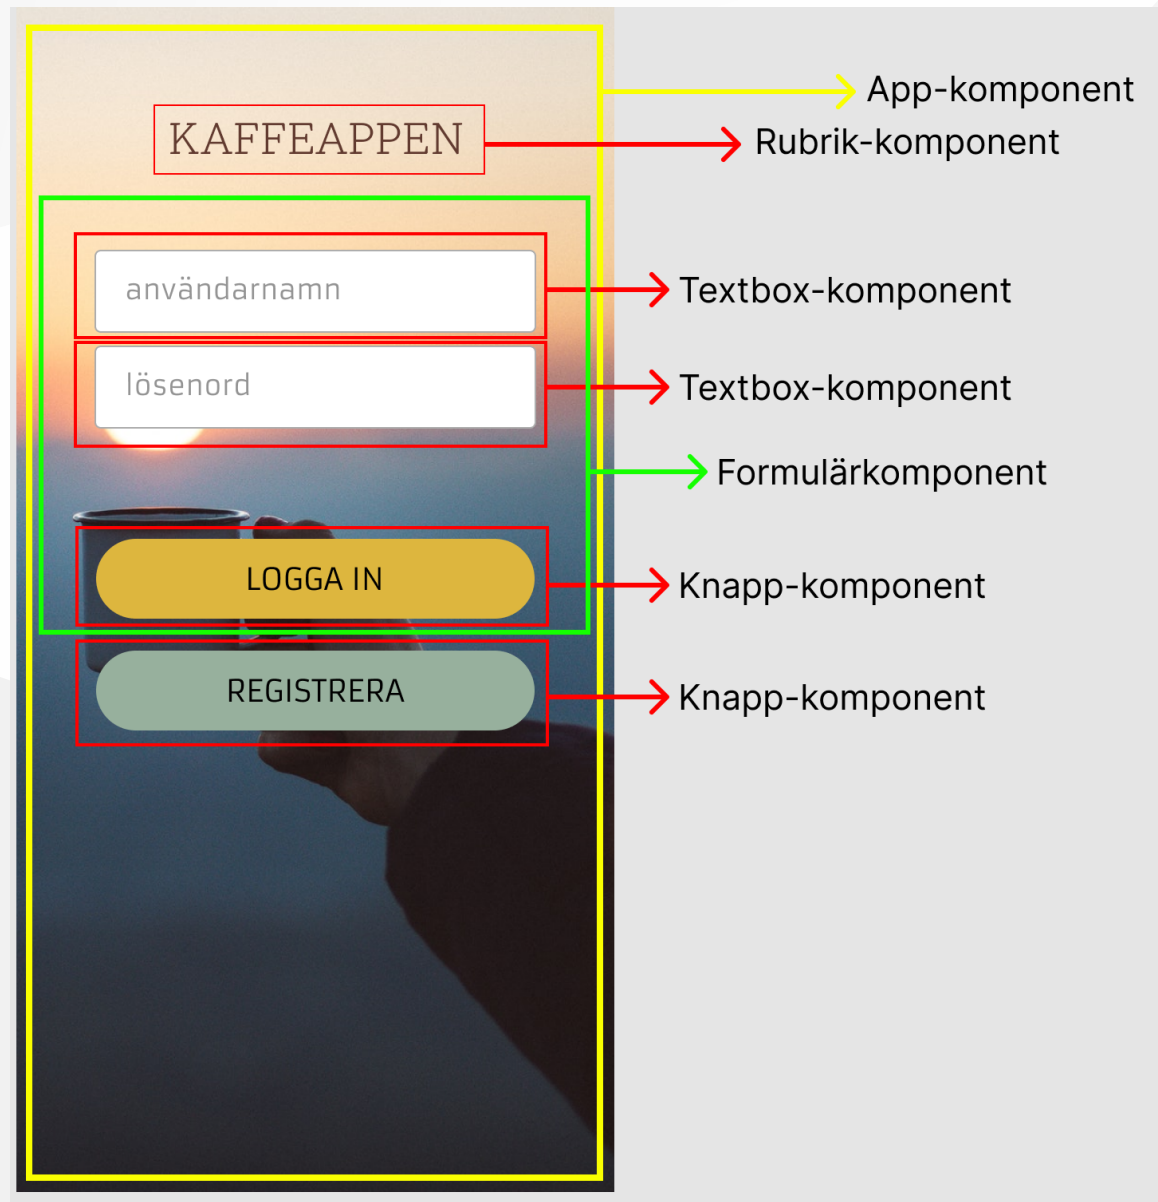 App-komponent
KAFFEAPPEN
Rubrik-komponent
användarnamn
Textbox-komponent
lösenord
Textbox-komponent
Formulärkomponent
LOGGA IN
Knapp-komponent
REGISTRERA
Knapp-komponent